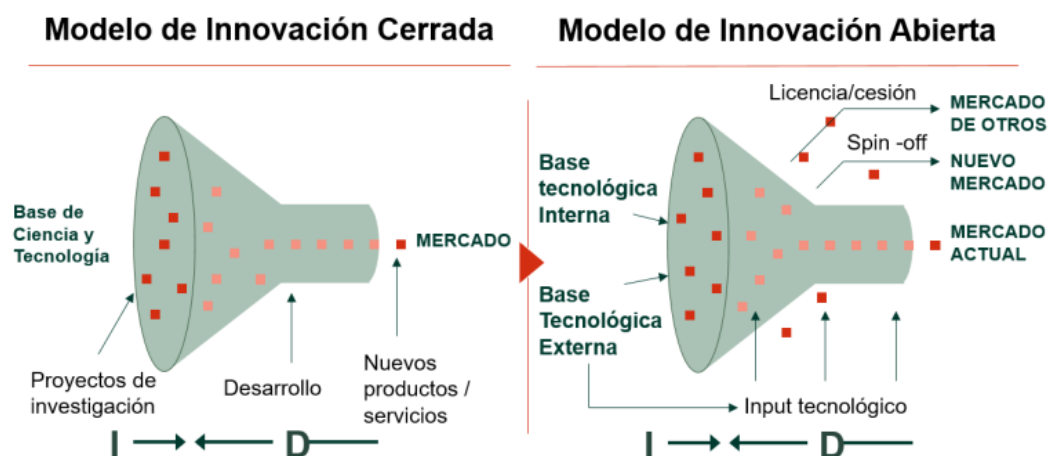 Modelo de Innovación Cerrada
Base de
Ciencia y
Tecnología
MERCADO
Proyectos de
investigación
Desarrollo
Nuevos
productos /
servicios
I
D
Modelo de Innovación Abierta
Licencia/cesión
MERCADO
DE OTROS
Spin -off
NUEVO
MERCADO
Base
tecnológica
Interna
MERCADO
ACTUAL
Base
Tecnológica
Externa
Input tecnológico
I
D